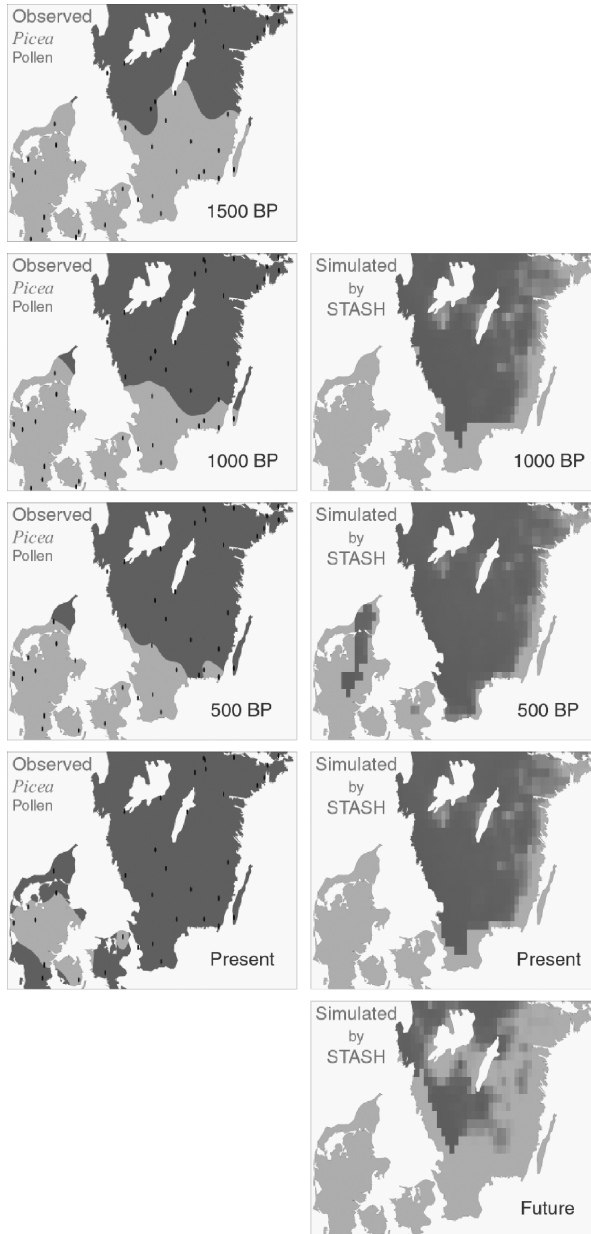 Observed
Picea
Pollen
1500 BP
Observed
Picea
Pollen
1000 BP
Simulated
by
STASH
1000 BP
Observed
Picea
Pollen
500 BP
Simulated
by
STASH
500 BP
Observed
Picea
Pollen
Present
Simulated
by
STASH
Present
Simulated
by
STASH
Future